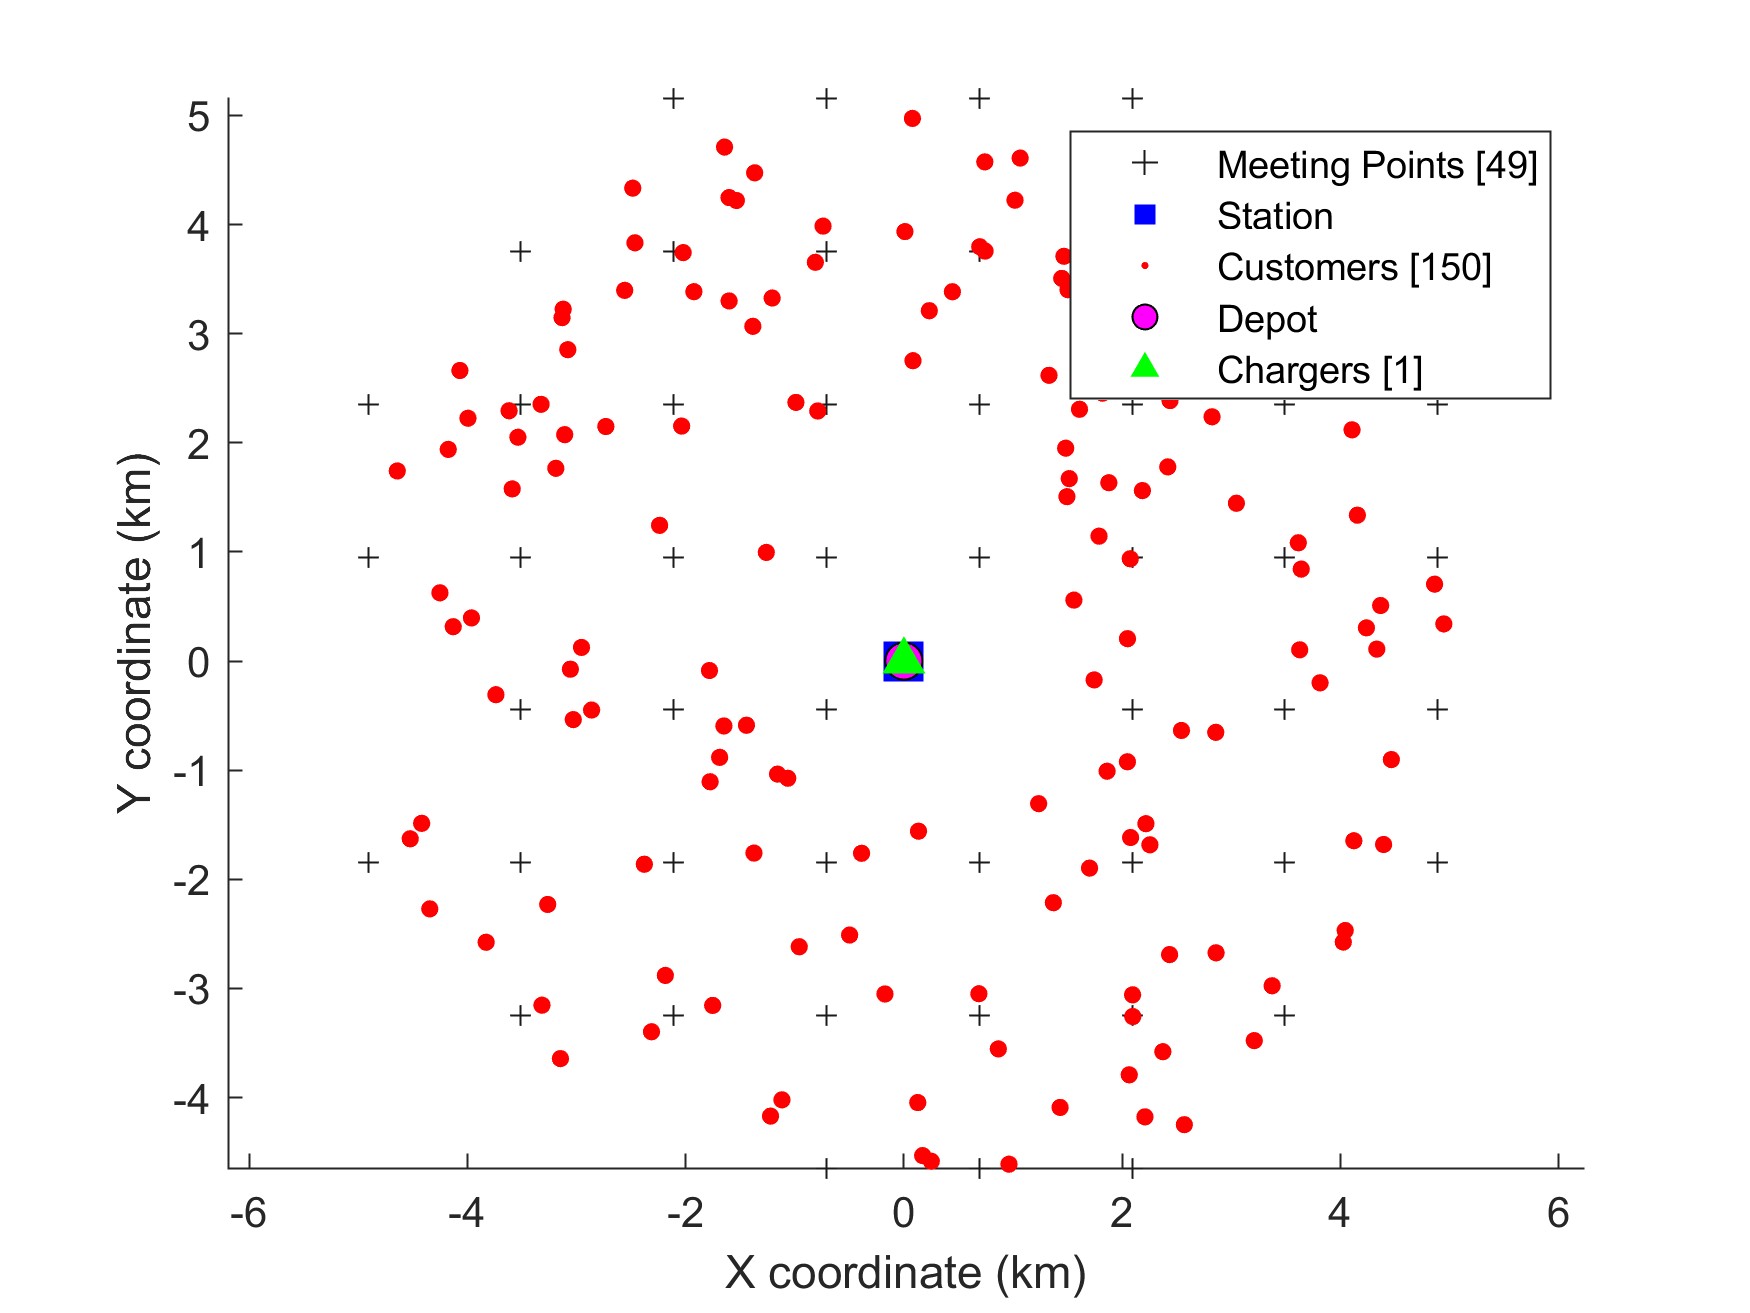 5
4
3
2
1
0
-1
-2
-3
-4
Y coordinate (km)
Meeting Points [49]
Station
Customers [150]
Depot
Chargers [1]
-6 -4 -2 0 2 4 6
X coordinate (km)